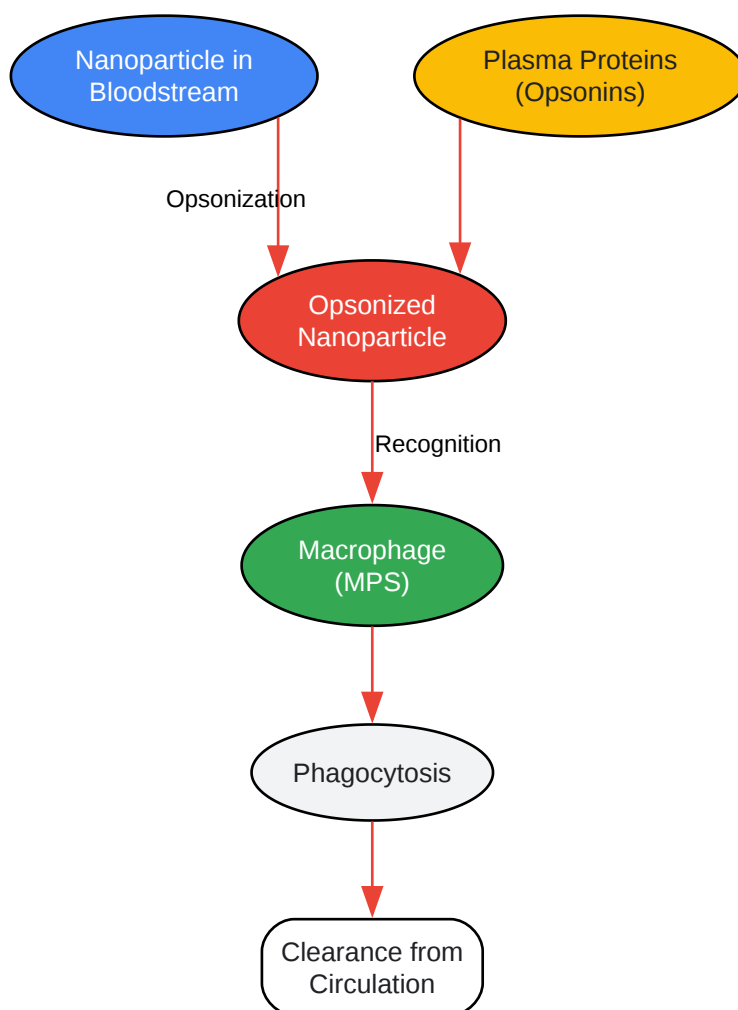 Nanoparticle in
Bloodstream
Plasma Proteins
(Opsonins)
Opsonization
Opsonized
Nanoparticle
Recognition
Macrophage
(MPS)
Phagocytosis
Clearance from
Circulation